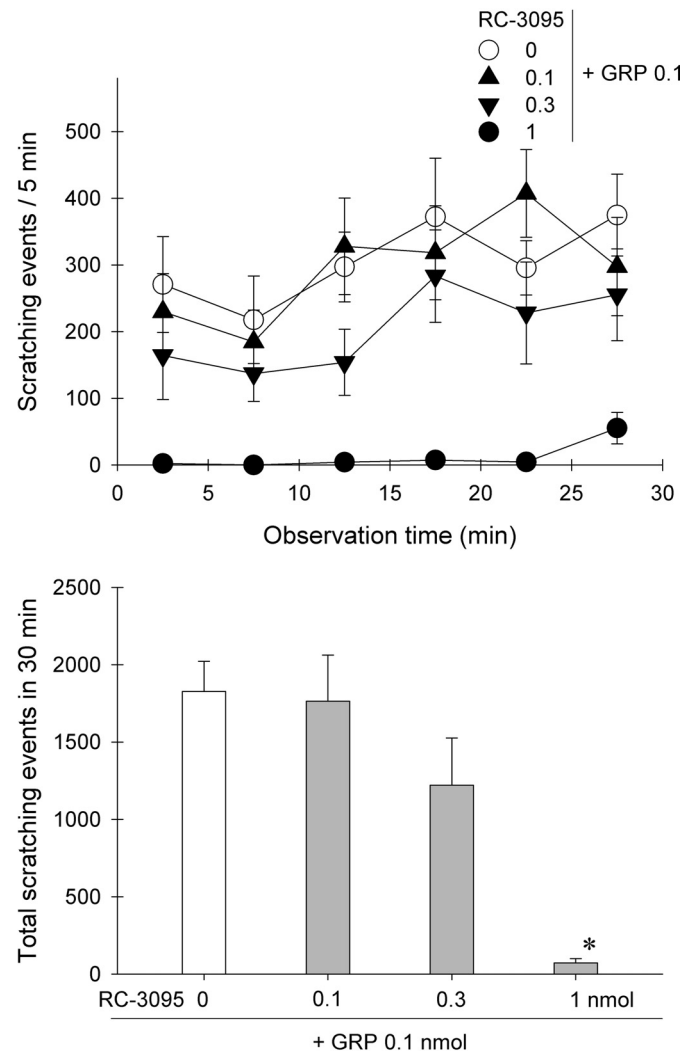 RC-3095
0
0.1
0.3
1
+ GRP 0.1
Scratching events / 5 min
500
400
300
200
100
0
0 5 10 15 20 25 30
Observation time (min)
Total scratching events in 30 min
2500
2000
1500
1000
500
0
*
RC-3095 0 0.1 0.3 1 nmol
+ GRP 0.1 nmol